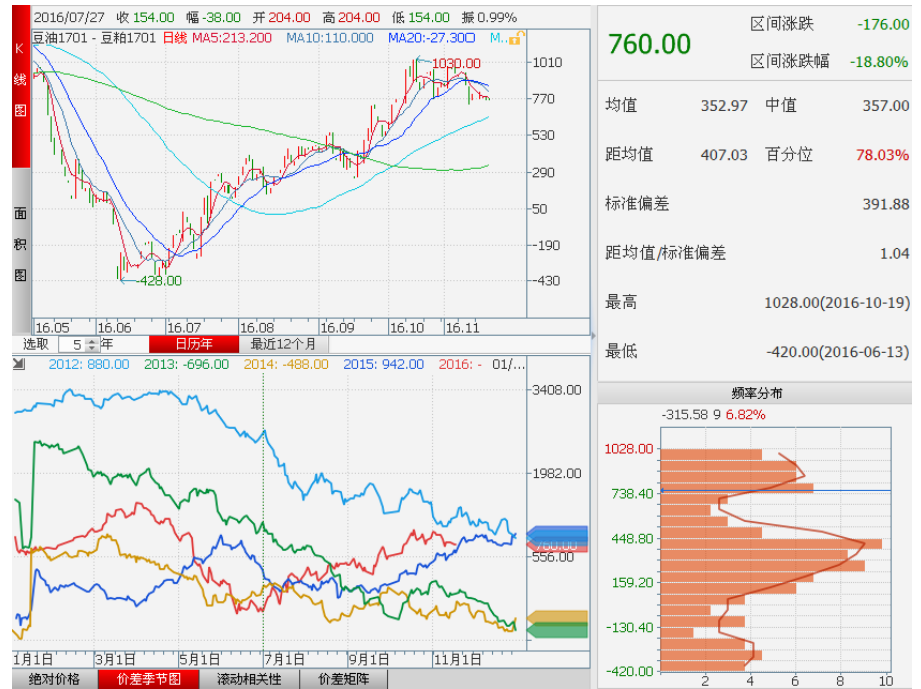 2016/07/27 收 154.00 幅 -38.00 开 204.00 高 204.00 低 154.00 振 0.99%
豆油1701 - 豆粕1701 日线 MA5:213.200 MA10:110.000 MA20:-27.300 M..
K
线
图
面
积
图
1030.00
-428.00
1010
770
530
290
50
-190
-430
16.05 16.06 16.07 16.08 16.09 16.10 16.11
选取 5 年 日历年 最近12个月
2012: 880.00 2013: -696.00 2014: -488.00 2015: 942.00 2016: - 01/...
3408.00
1982.00
760.00
556.00
1月1日 3月1日 5月1日 7月1日 9月1日 11月1日
绝对价格 价差季节图 滚动相关性 价差矩阵
760.00
区间涨跌 -176.00
区间涨跌幅 -18.80%
均值 352.97 中值 357.00
距均值 407.03 百分位 78.03%
标准偏差 391.88
距均值/标准偏差 1.04
最高 1028.00(2016-10-19)
最低 -420.00(2016-06-13)
频率分布
-315.58 9 6.82%
1028.00
738.40
448.80
159.20
-130.40
-420.00
2 4 6 8 10